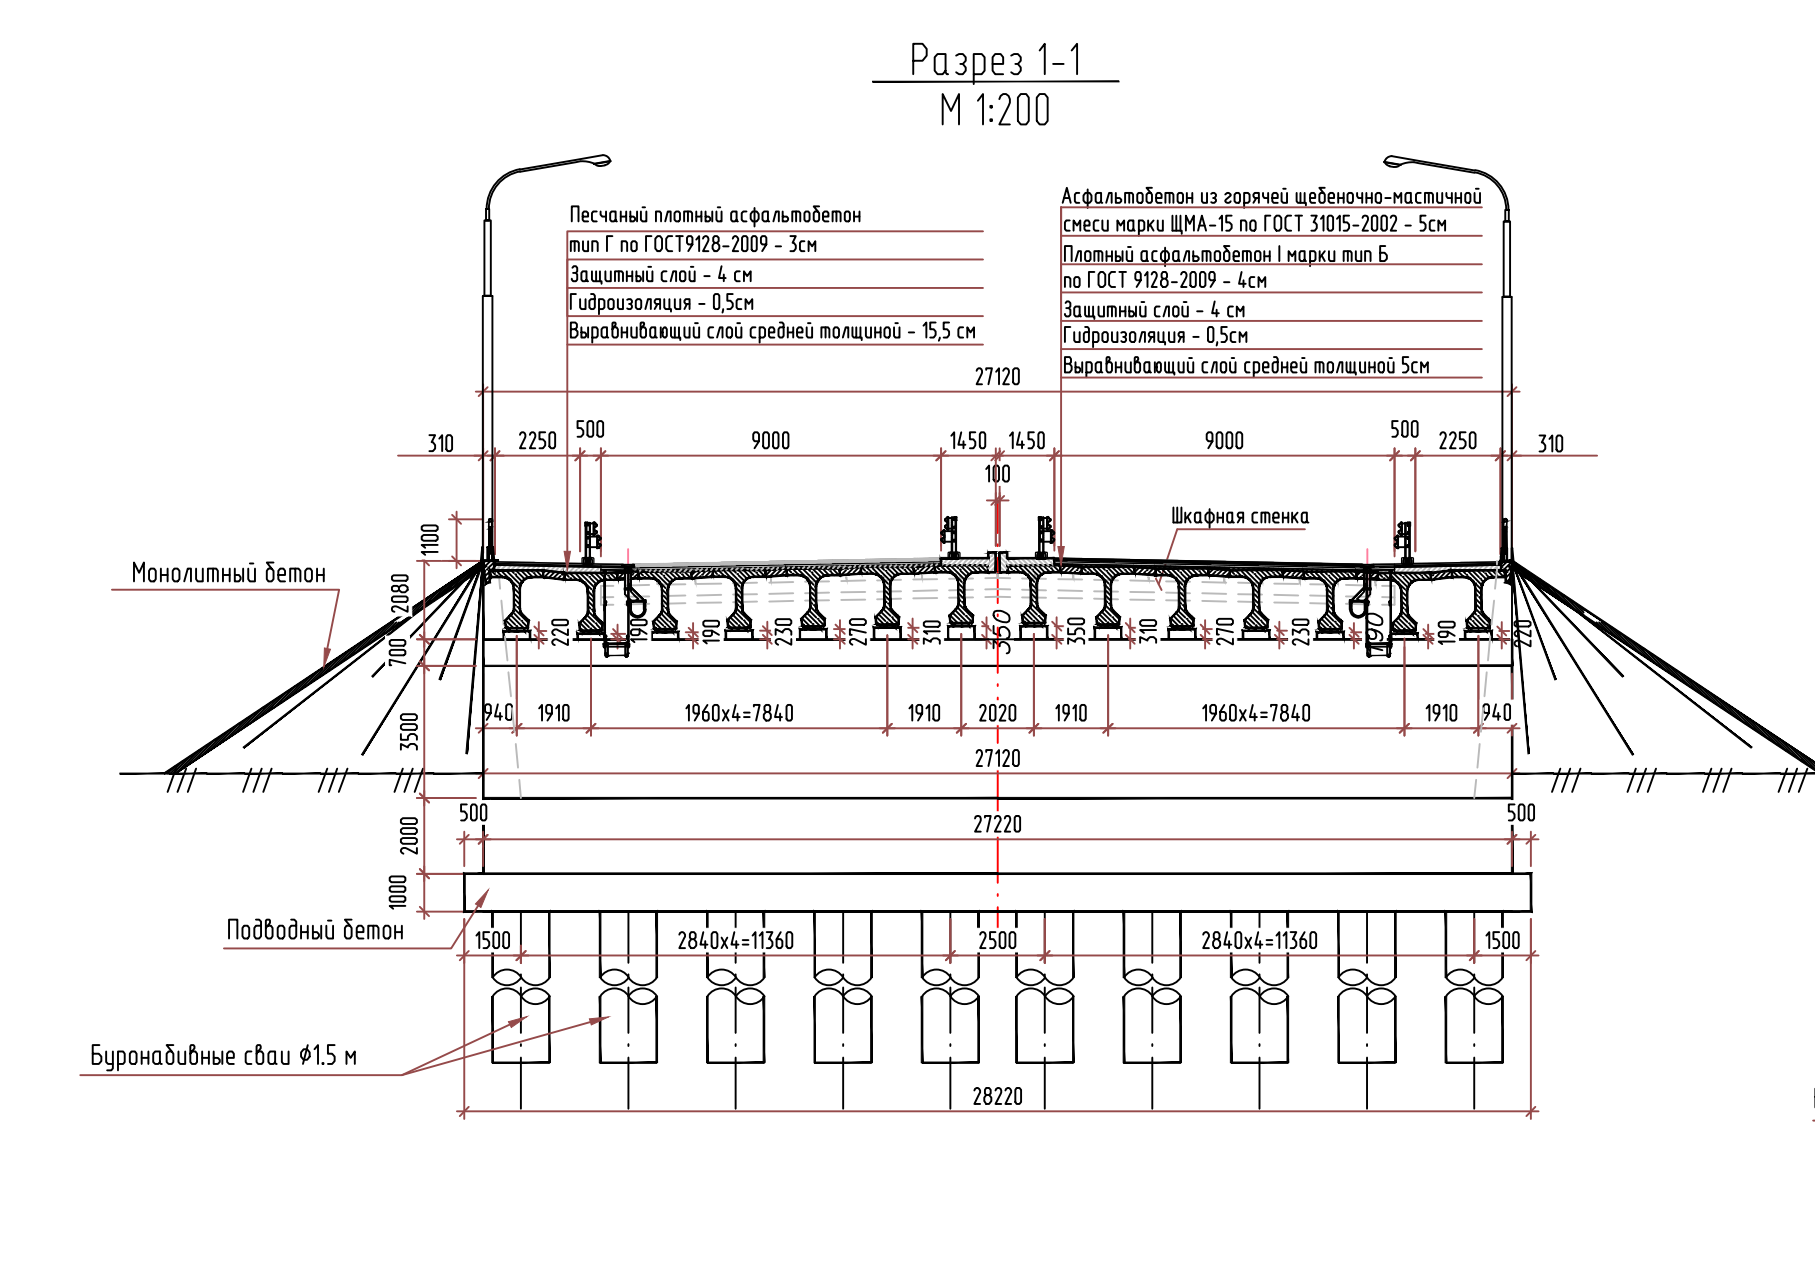 Разрез 1-1
М 1:200
Песчаный плотный асфальтобетон
тип Г по ГОСТ9128-2009 - 3см
Защитный слой - 4 см
Гидроизоляция - 0,5см
Выравнивающий слой средней толщиной - 15,5 см
Асфальтобетон из горячей щебеночно-мастичной
смеси марки ЩМА-15 по ГОСТ 31015-2002 - 5см
Плотный асфальтобетон I марки тип Б
по ГОСТ 9128-2009 - 4см
Защитный слой - 4 см
Гидроизоляция - 0,5см
Выравнивающий слой средней толщиной 5см
27120
310 2250 500 9000 1450 1450 9000 500 2250 310
100
Шкафная стенка
1100
Монолитный бетон
2080
700
220 190 190 230 270 310 350 350 310 270 230 190 190 220
3500
940 1910 1960х4=7840 1910 2020 1910 1960х4=7840 1910 940
27120
500 27220 500
2000
1000
Подводный бетон
1500 2840х4=11360 2500 2840х4=11360 1500
Буронабивные сваи Ø1.5 м
28220